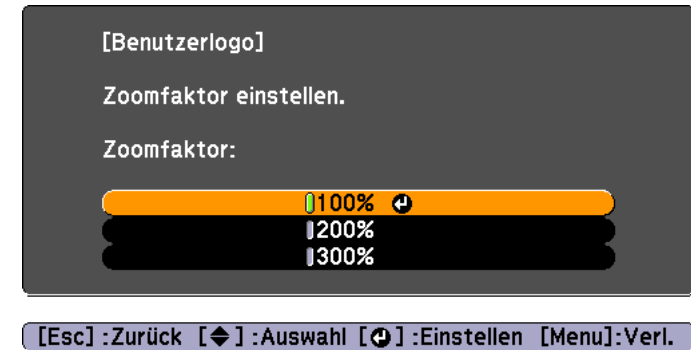 [Benutzerlogo]
Zoomfaktor einstellen.
Zoomfaktor:
100%
200%
300%
[Esc] :Zurück [◆] :Auswahl [⏎] :Einstellen [Menu]:Verl.